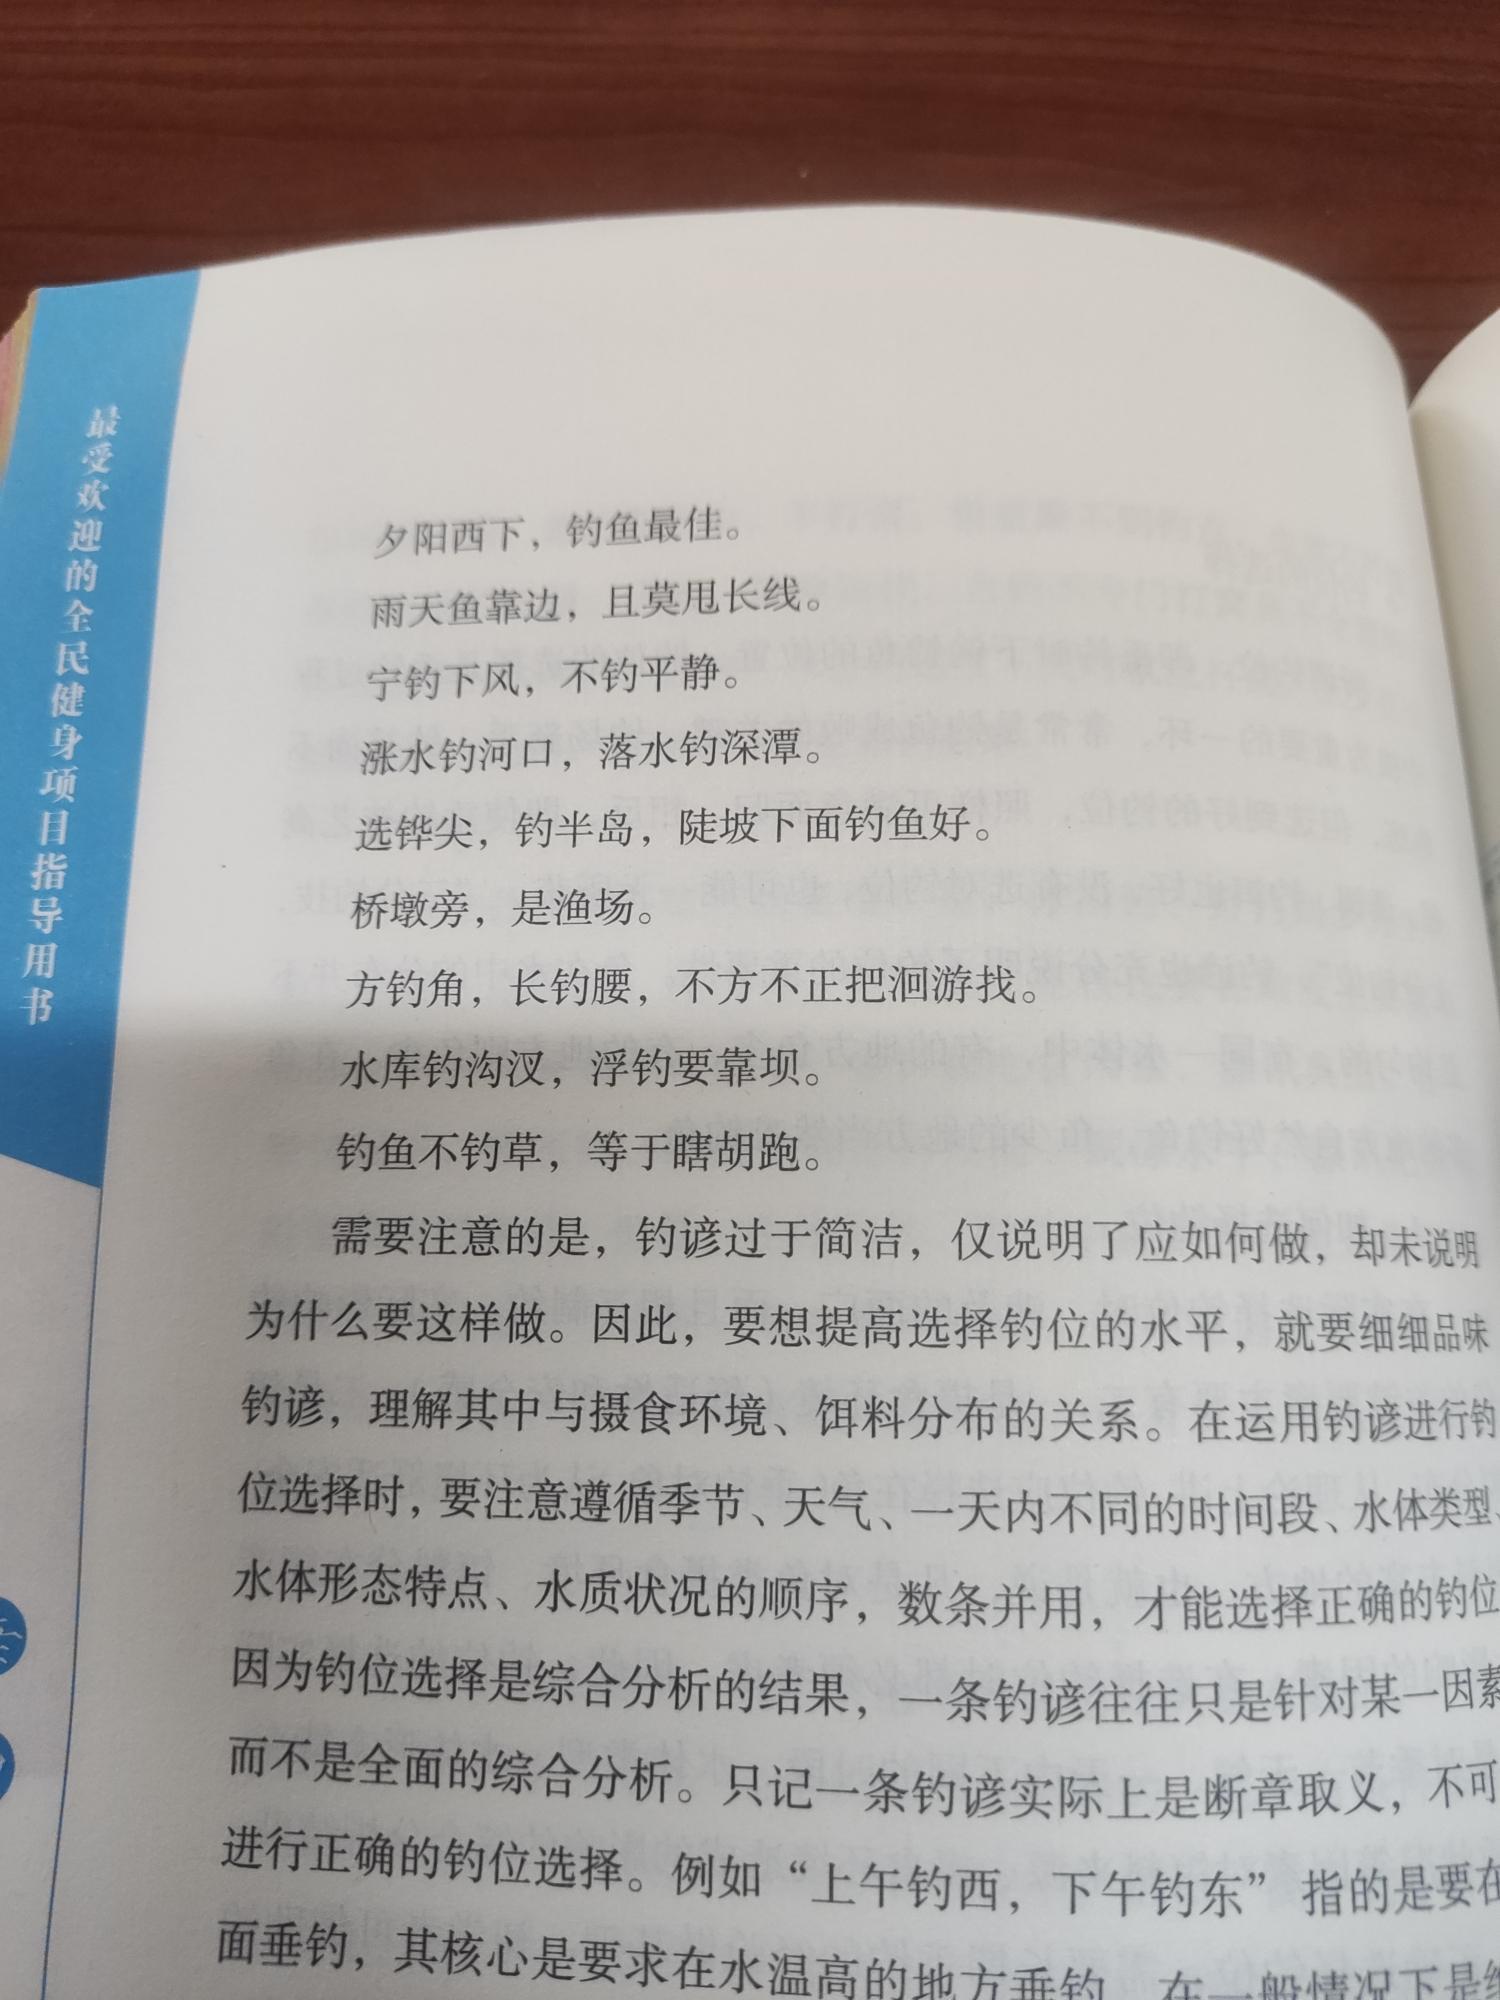 最受欢迎的全民健身项目指导用书
夕阳西下，钓鱼最佳。
雨天鱼靠边，且莫甩长线。
宁钓下风，不钓平静。
涨水钓河口，落水钓深潭。
选铧尖，钓半岛，陡坡下面钓鱼好。
桥墩旁，是渔场。
方钓角，长钓腰，不方不正把洄游找。
水库钓沟汊，浮钓要靠坝。
钓鱼不钓草，等于瞎胡跑。
需要注意的是，钓谚过于简洁，仅说明了应如何做，却未说明
为什么要这样做。因此，要想提高选择钓位的水平，就要细细品味
钓谚，理解其中与摄食环境、饵料分布的关系。在运用钓谚进行钓
位选择时，要注意遵循季节、天气、一天内不同的时间段、水体类型、
水体形态特点、水质状况的顺序，数条并用，才能选择正确的钓位
因为钓位选择是综合分析的结果，一条钓谚往往只是针对某一因素
而不是全面的综合分析。只记一条钓谚实际上是断章取义，不可
进行正确的钓位选择。例如“上午钓西，下午钓东”指的是要在
面垂钓，其核心是要求在水温高的地方垂钓，在一般情况下是